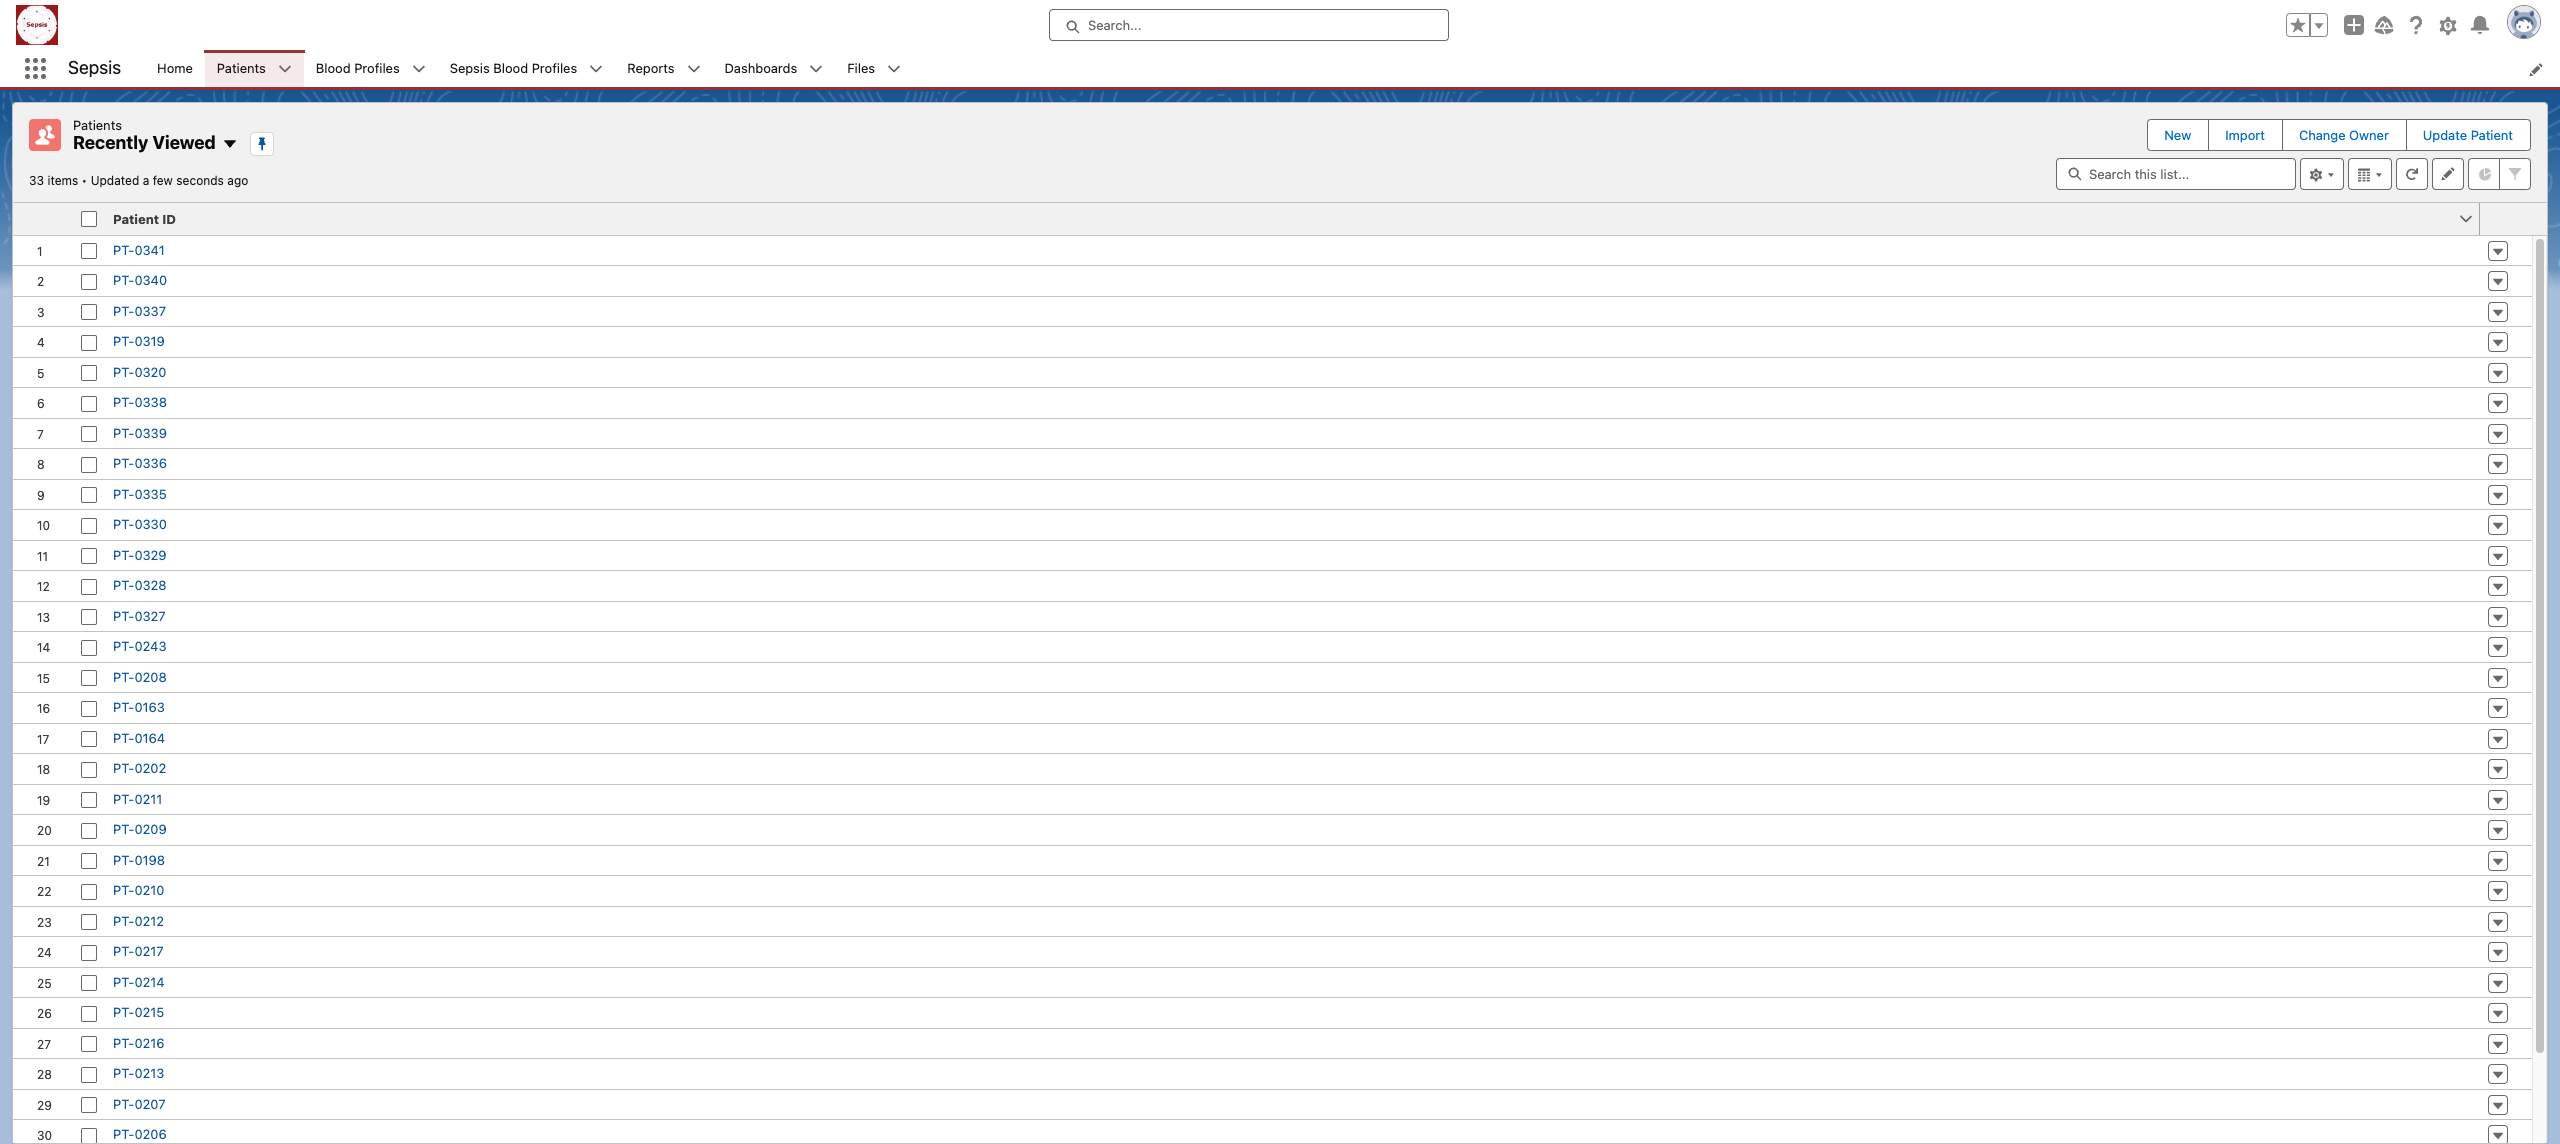 Sepsis
Search...
Sepsis
Home
Patients
Blood Profiles
Sepsis Blood Profiles
Reports
Dashboards
Files
Patients
Recently Viewed
New
Import
Change Owner
Update Patient
33 items • Updated a few seconds ago
Search this list...
Patient ID
1 PT-0341
2 PT-0340
3 PT-0337
4 PT-0319
5 PT-0320
6 PT-0338
7 PT-0339
8 PT-0336
9 PT-0335
10 PT-0330
11 PT-0329
12 PT-0328
13 PT-0327
14 PT-0243
15 PT-0208
16 PT-0163
17 PT-0164
18 PT-0202
19 PT-0211
20 PT-0209
21 PT-0198
22 PT-0210
23 PT-0212
24 PT-0217
25 PT-0214
26 PT-0215
27 PT-0216
28 PT-0213
29 PT-0207
30 PT-0206